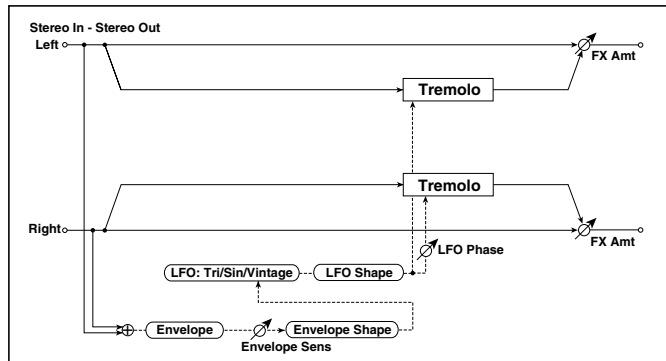 Stereo In - Stereo Out
Left
FX Amt
Tremolo
Tremolo
Right
FX Amt
LFO Phase
LFO: Tri/Sin/Vintage
LFO Shape
Envelope
Envelope Shape
Envelope Sens